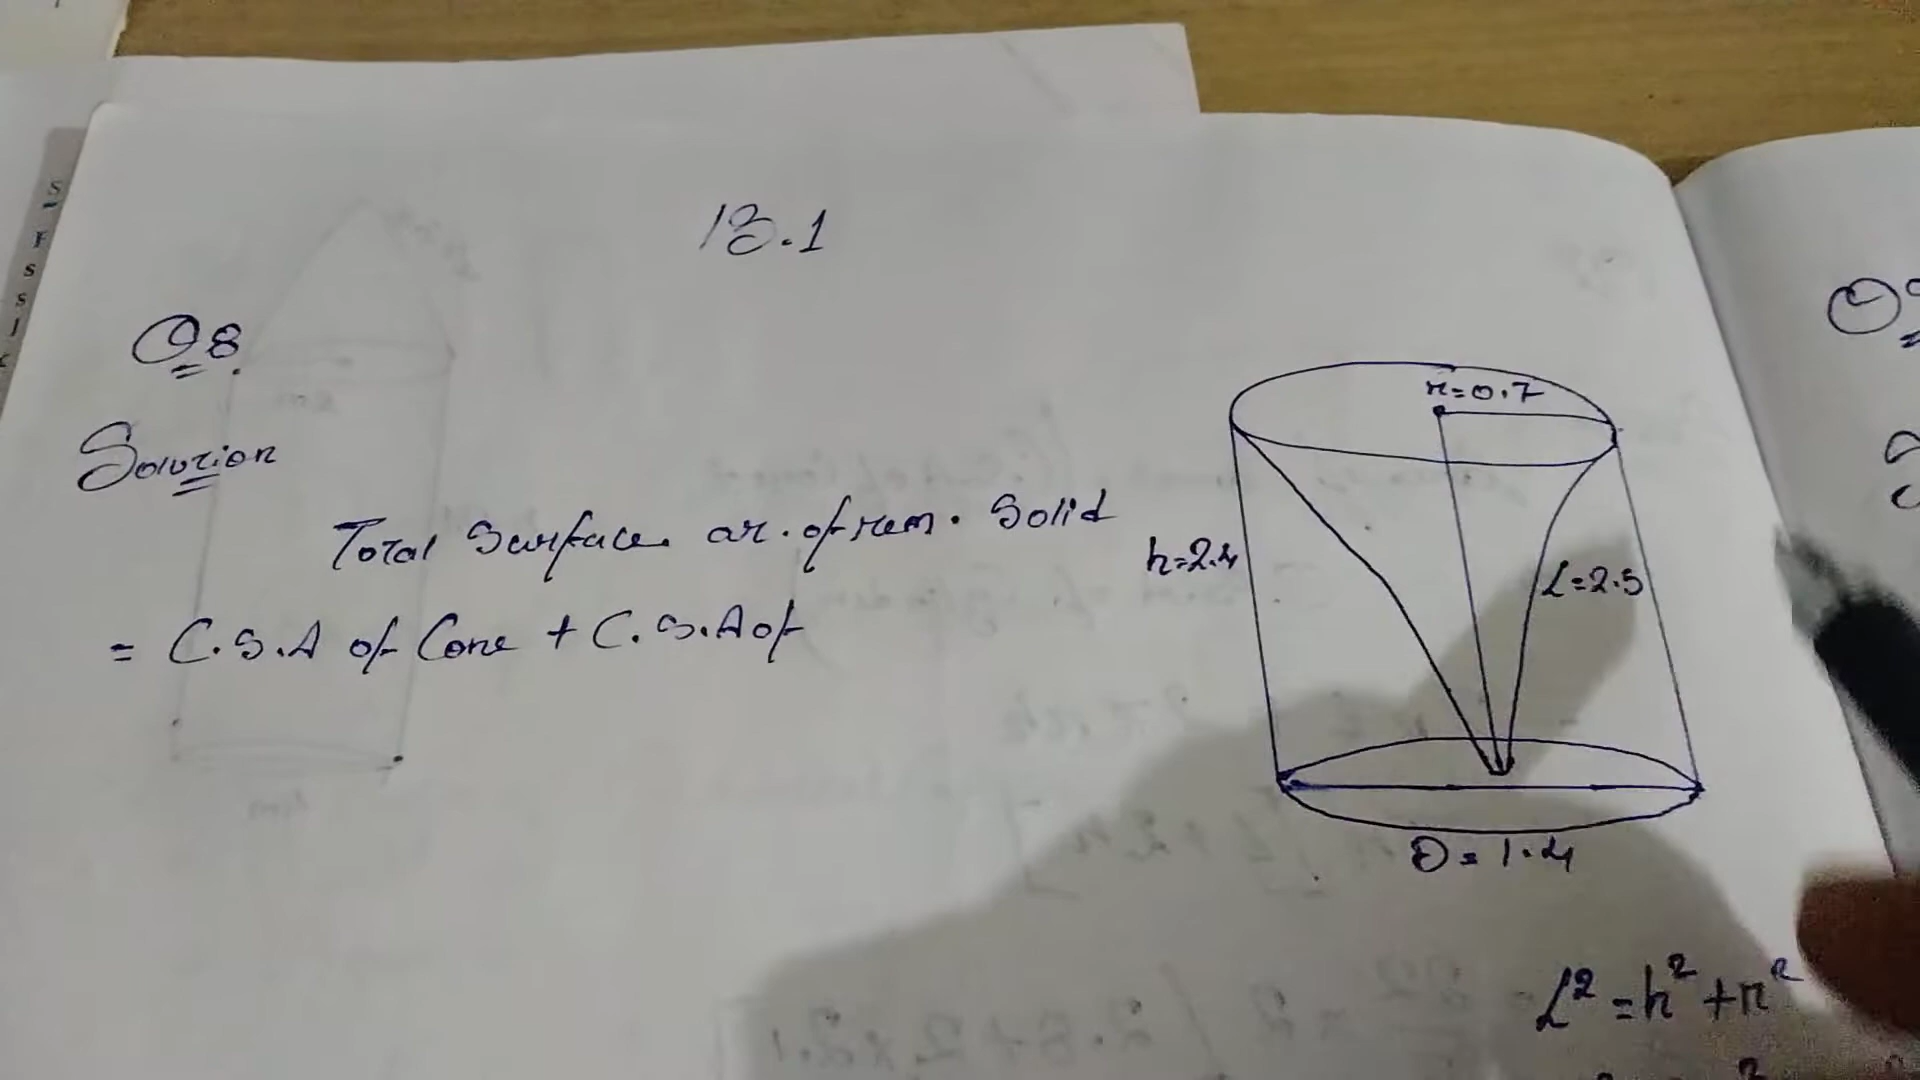 13.1
Q8
Solution
Total Surface ar. of rem. Solid
= C.S.A of Cone + C.S.A of
r=0.7
h=2.4
L=2.5
D=1.4
L²=h²+r²